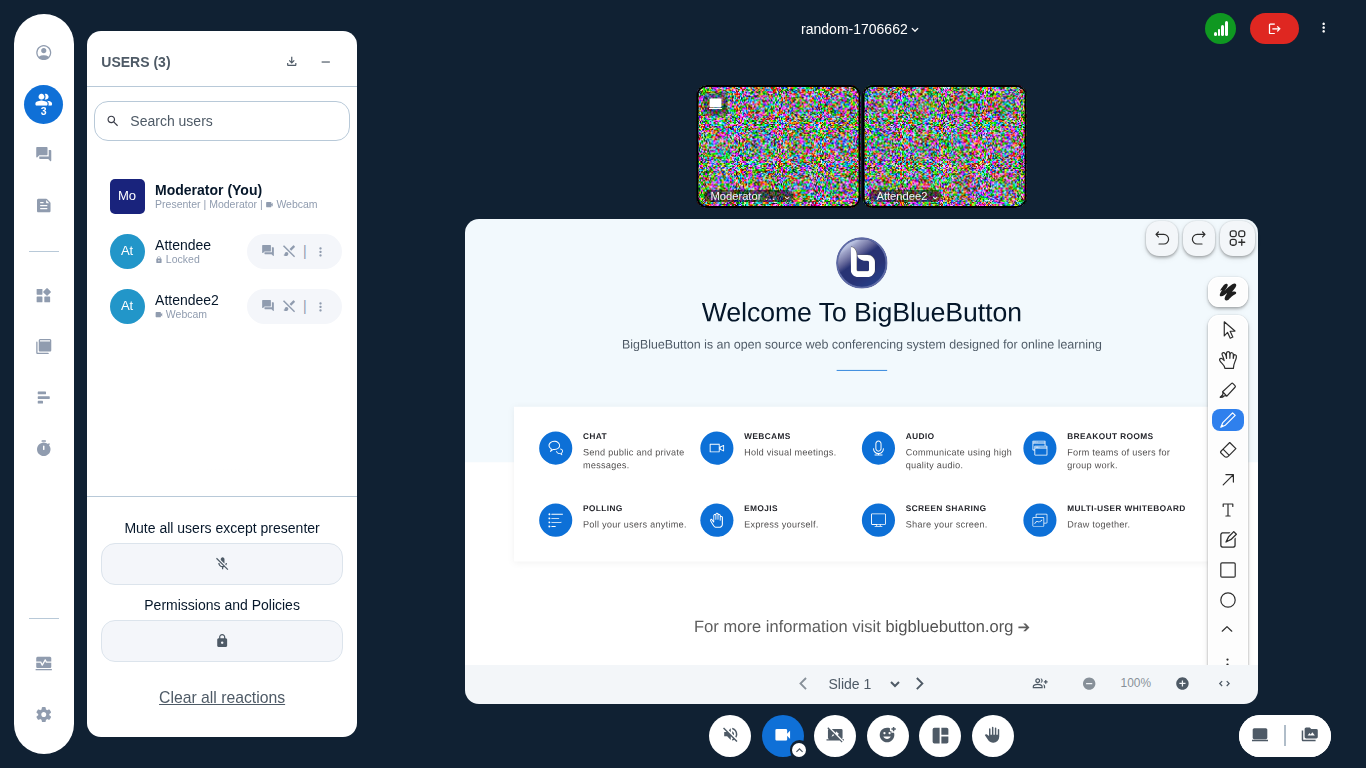 random-1706662
3
USERS (3)
Search users
Mo
Moderator (You)
Presenter | Moderator | Webcam
At
Attendee
Locked
At
Attendee2
Webcam
Mute all users except presenter
Permissions and Policies
Clear all reactions
Moderator ...
Attendee2
Welcome To BigBlueButton
BigBlueButton is an open source web conferencing system designed for online learning
CHAT
Send public and private
messages.
WEBCAMS
Hold visual meetings.
AUDIO
Communicate using high
quality audio.
BREAKOUT ROOMS
Form teams of users for
group work.
POLLING
Poll your users anytime.
EMOJIS
Express yourself.
SCREEN SHARING
Share your screen.
MULTI-USER WHITEBOARD
Draw together.
For more information visit bigbluebutton.org →
Slide 1
100%